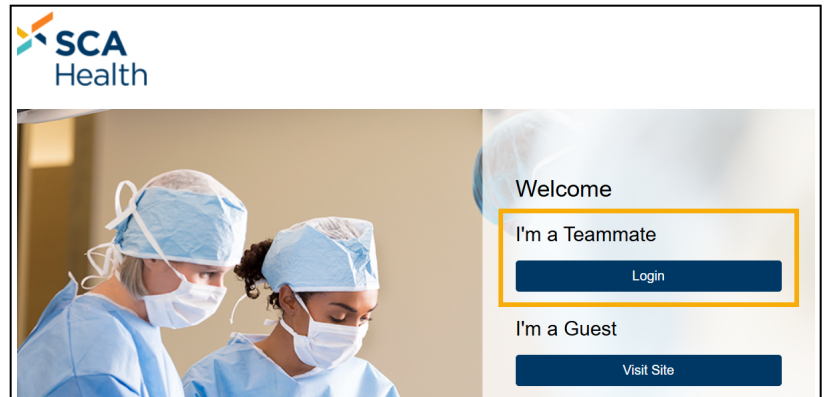 SCA
Health
Welcome
I'm a Teammate
Login
I'm a Guest
Visit Site